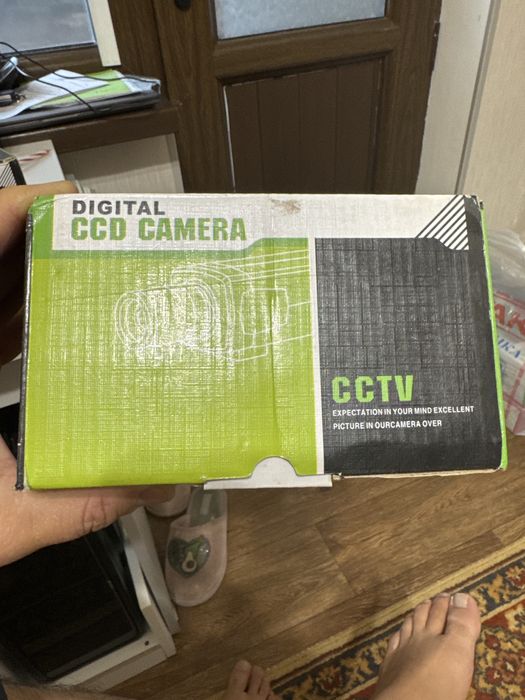 DIGITAL
CCD CAMERA
CCTV
EXPECTATION IN YOUR MIND EXCELLENT
PICTURE IN OURCAMERA OVER